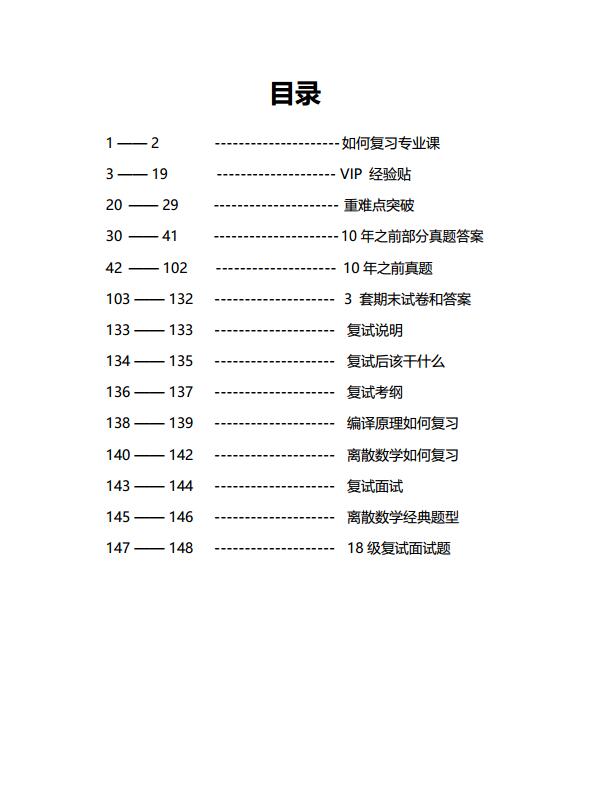 目录
1 —— 2 --------------------- 如何复习专业课
3 —— 19 -------------------- VIP 经验贴
20 —— 29 --------------------- 重难点突破
30 —— 41 --------------------- 10 年之前部分真题答案
42 —— 102 -------------------- 10 年之前真题
103 —— 132 -------------------- 3 套期末试卷和答案
133 —— 133 -------------------- 复试说明
134 —— 135 -------------------- 复试后该干什么
136 —— 137 -------------------- 复试考纲
138 —— 139 -------------------- 编译原理如何复习
140 —— 142 -------------------- 离散数学如何复习
143 —— 144 -------------------- 复试面试
145 —— 146 -------------------- 离散数学经典题型
147 —— 148 -------------------- 18 级复试面试题